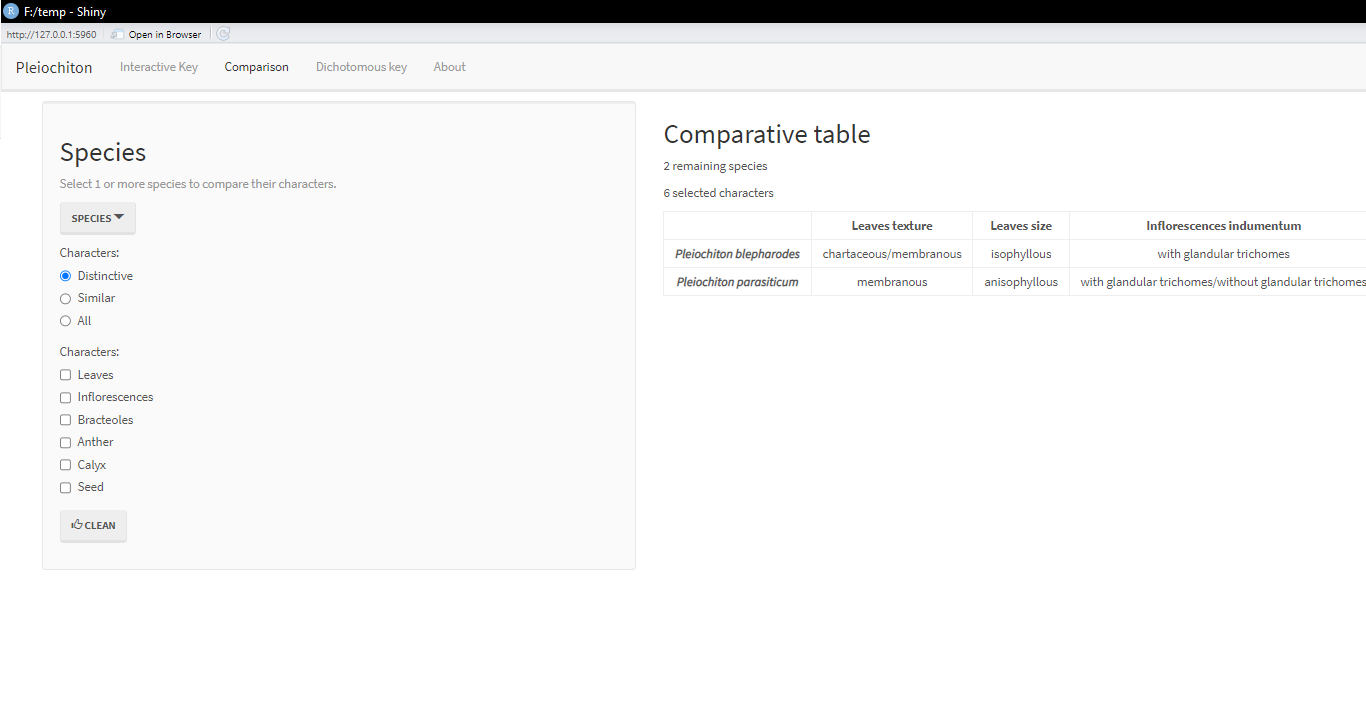 F:/temp - Shiny
http://127.0.0.1:5960 Open in Browser
Pleiochiton Interactive Key Comparison Dichotomous key About
Species
Select 1 or more species to compare their characters.
SPECIES
Characters:
Distinctive
Similar
All
Characters:
Leaves
Inflorescences
Bracteoles
Anther
Calyx
Seed
CLEAN
Comparative table
2 remaining species
6 selected characters
Leaves texture Leaves size Inflorescences indumentum
Pleiochiton blepharodes chartaceous/membranous isophyllous with glandular trichomes
Pleiochiton parasiticum membranous anisophyllous with glandular trichomes/without glandular trichomes